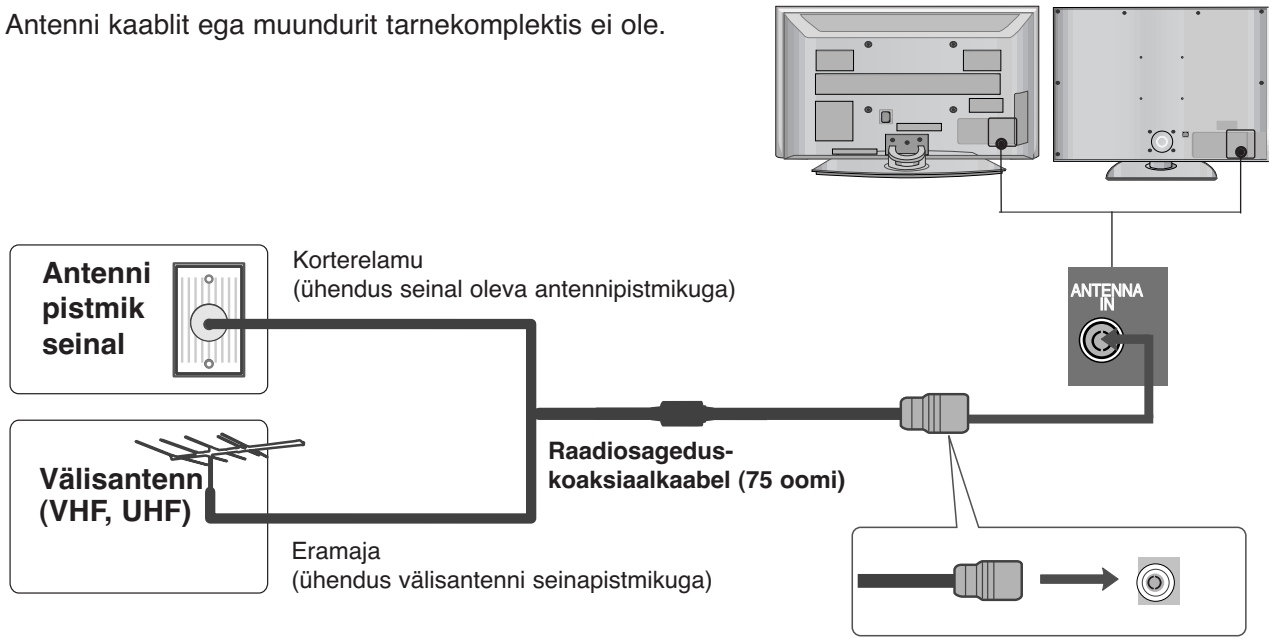 Antenni kaablit ega muundurit tarnekomplektis ei ole.
Antenni
pistmik
seinal
Korterelamu
(ühendus seinal oleva antennipistmikuga)
ANTENNA
IN
Välisantenn
(VHF, UHF)
Raadiosagedus-
koaksiaalkaabel (75 oomi)
Eramaja
(ühendus välisantenni seinapistmikuga)